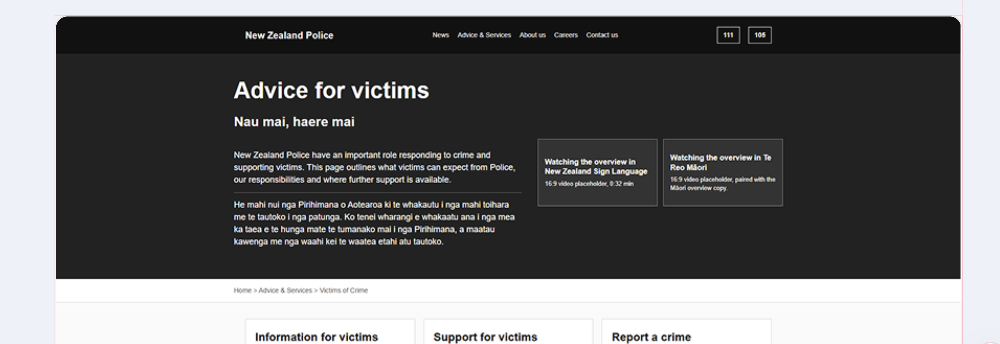 New Zealand Police
News Advice & Services About us Careers Contact us
111 105
Advice for victims
Nau mai, haere mai
New Zealand Police have an important role responding to crime and
supporting victims. This page outlines what victims can expect from Police,
our responsibilities and where further support is available.
He mahi nui nga Pirihimana o Aotearoa ki te whakautu i nga mahi toihara
me te tautoko i nga patunga. Ko tenei wharangi e whakaatu ana i nga mea
ka taea e te hunga mate te tumanako mai i nga Pirihimana, a maatau
kawenga me nga waahi kei te waatea etahi atu tautoko.
Watching the overview in
New Zealand Sign Language
16:9 video placeholder, 0:32 min
Watching the overview in Te
Reo Māori
16:9 video placeholder, paired with the
Māori overview copy.
Home > Advice & Services > Victims of Crime
Information for victims
Support for victims
Report a crime